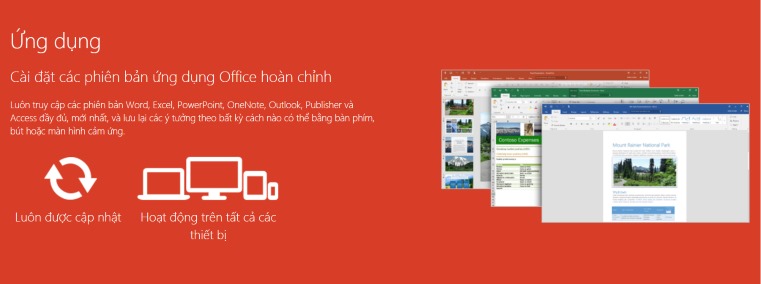 Ứng dụng
Cài đặt các phiên bản ứng dụng Office hoàn chỉnh
Luôn truy cập các phiên bản Word, Excel, PowerPoint, OneNote, Outlook, Publisher và
Access đầy đủ, mới nhất, và lưu lại các ý tưởng theo bất kỳ cách nào có thể bằng bàn phím,
bút hoặc màn hình cảm ứng.
Luôn được cập nhật
Hoạt động trên tất cả các
thiết bị
Contoso Expenses
Mount Rainier National Park